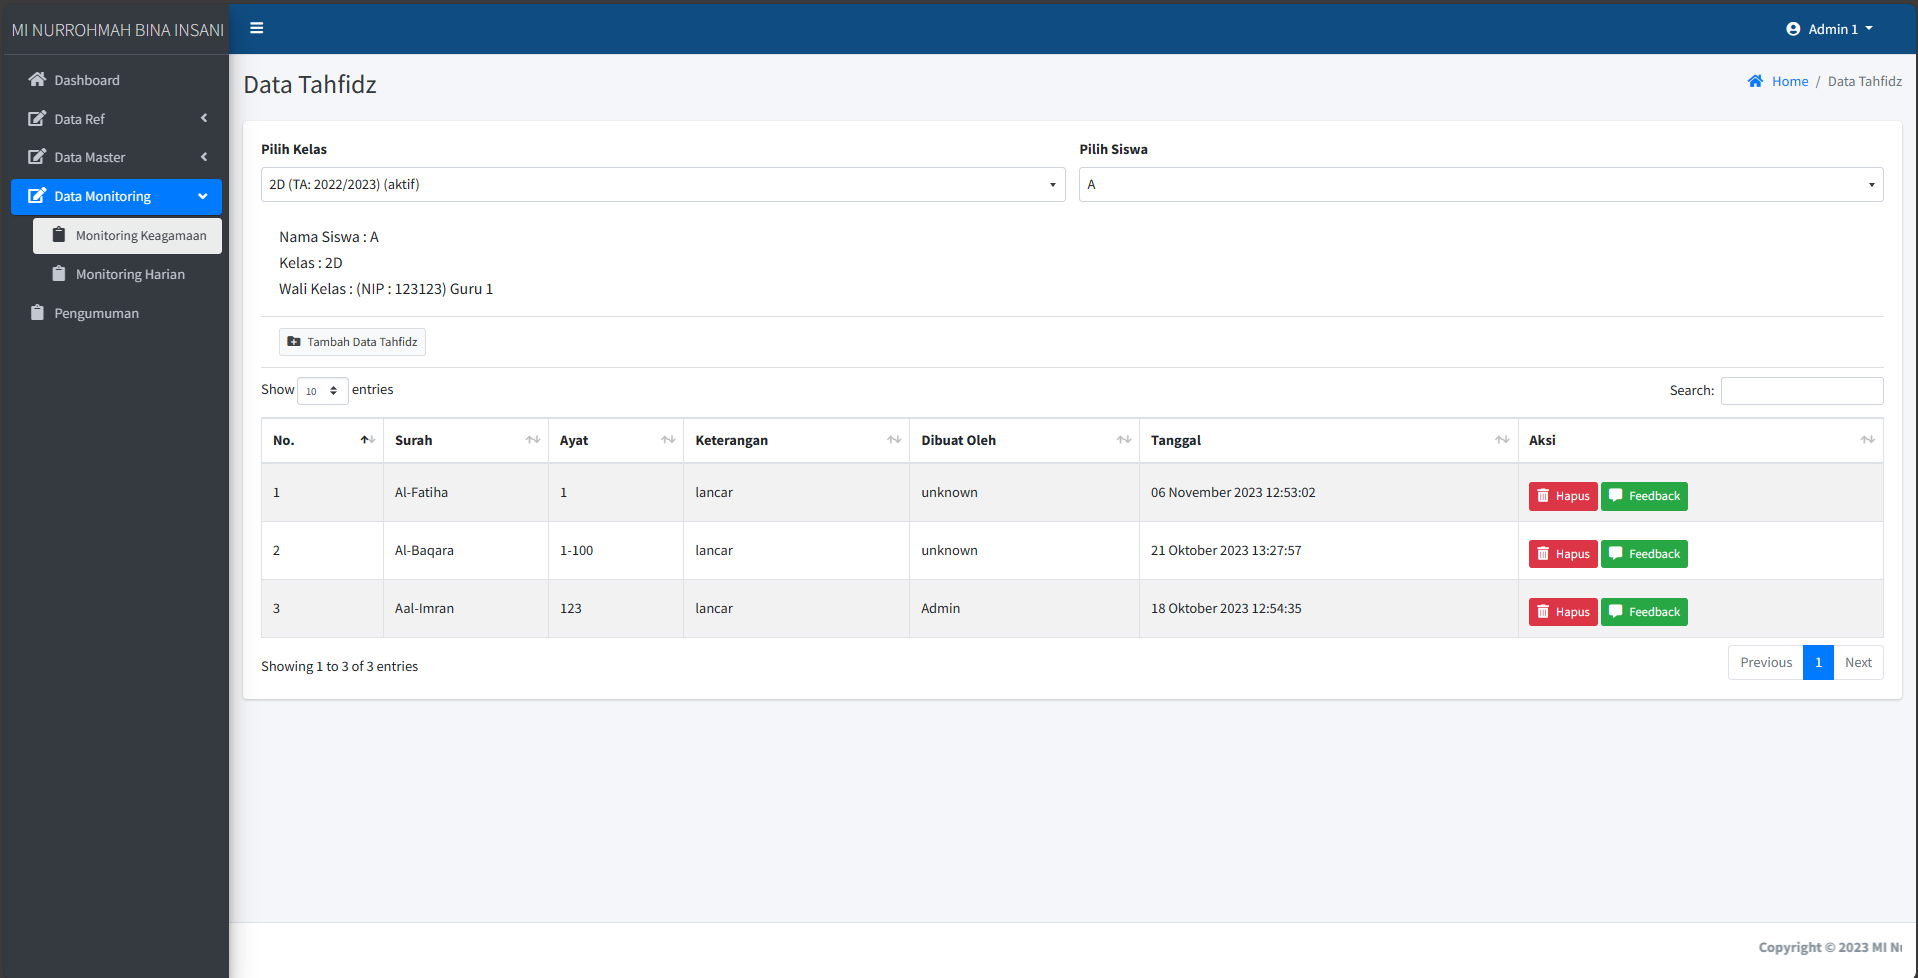 MI NURROHMAH BINA INSANI
Admin 1
Dashboard
Data Ref
Data Master
Data Monitoring
Monitoring Keagamaan
Monitoring Harian
Pengumuman
Data Tahfidz
Home / Data Tahfidz
Pilih Kelas
Pilih Siswa
2D (TA: 2022/2023) (aktif)
A
Nama Siswa : A
Kelas : 2D
Wali Kelas : (NIP : 123123) Guru 1
Tambah Data Tahfidz
Show 10 entries
Search:
No. Surah Ayat Keterangan Dibuat Oleh Tanggal Aksi
1 Al-Fatiha 1 lancar unknown 06 November 2023 12:53:02 Hapus Feedback
2 Al-Baqara 1-100 lancar unknown 21 Oktober 2023 13:27:57 Hapus Feedback
3 Aal-Imran 123 lancar Admin 18 Oktober 2023 12:54:35 Hapus Feedback
Showing 1 to 3 of 3 entries
Previous 1 Next
Copyright © 2023 MI